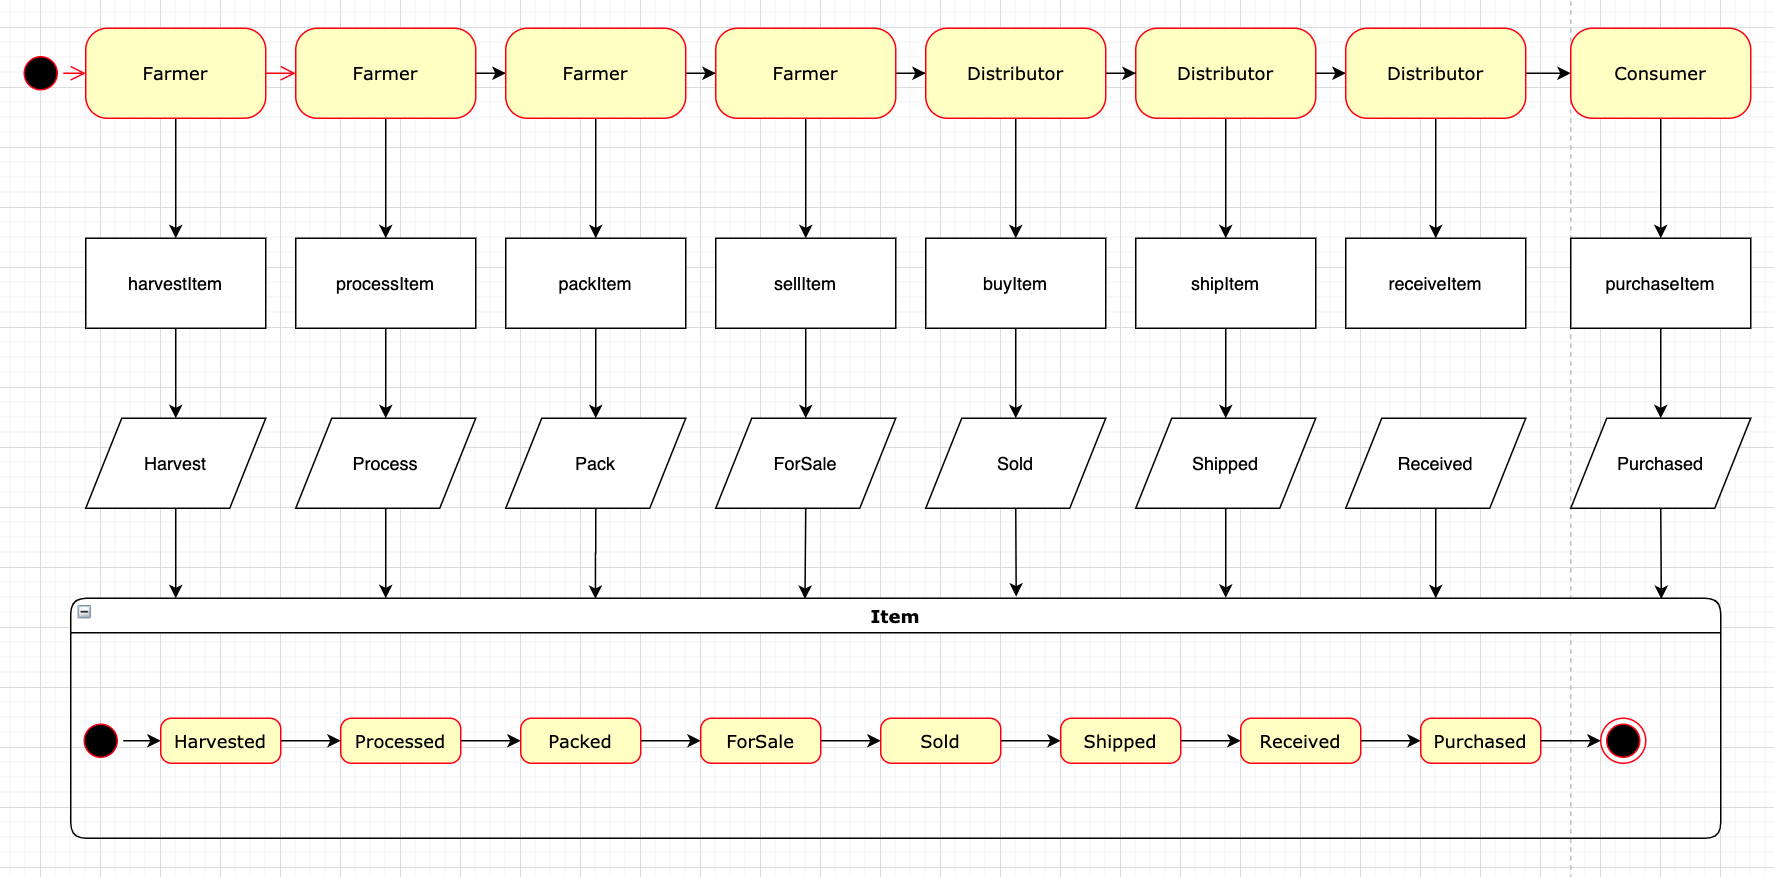 Farmer
Farmer
Farmer
Farmer
Distributor
Distributor
Distributor
Consumer
harvestItem
processItem
packItem
sellItem
buyItem
shipItem
receiveItem
purchaseItem
Harvest
Process
Pack
ForSale
Sold
Shipped
Received
Purchased
Item
Harvested
Processed
Packed
ForSale
Sold
Shipped
Received
Purchased